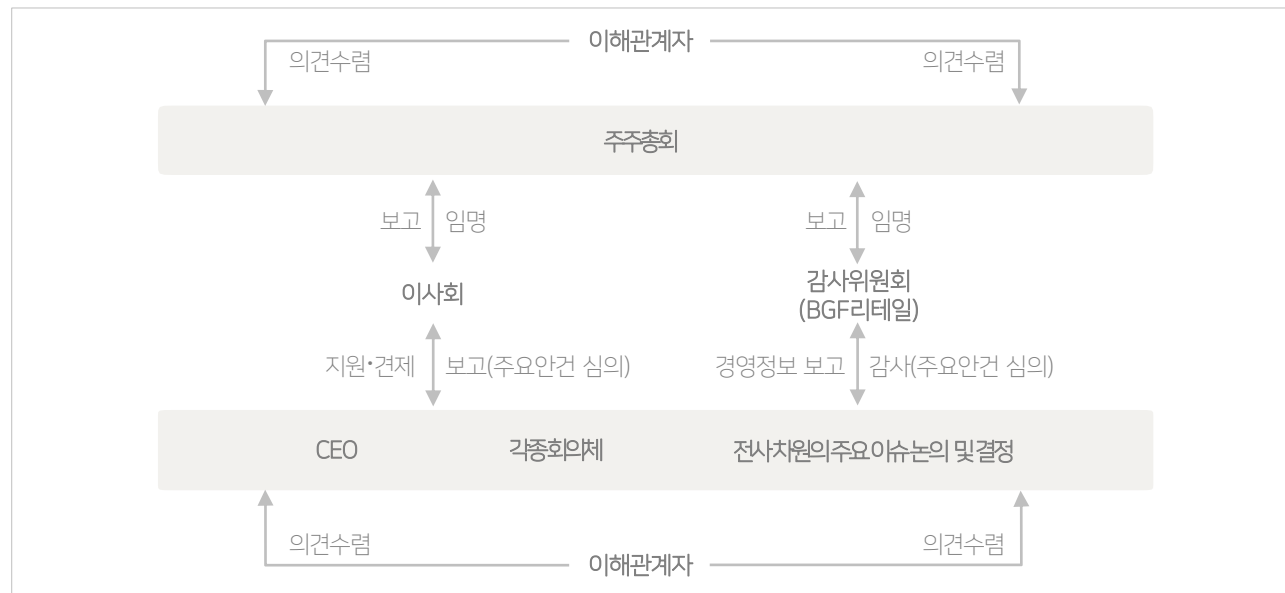 이해관계자
의견수렴 의견수렴
주주총회
보고 임명 보고 임명
이사회
감사위원회
(BGF리테일)
지원·견제 보고(주요안건 심의) 경영정보 보고 감사(주요안건 심의)
CEO 각종회의체 전사차원의 주요 이슈 논의 및 결정
의견수렴 의견수렴
이해관계자